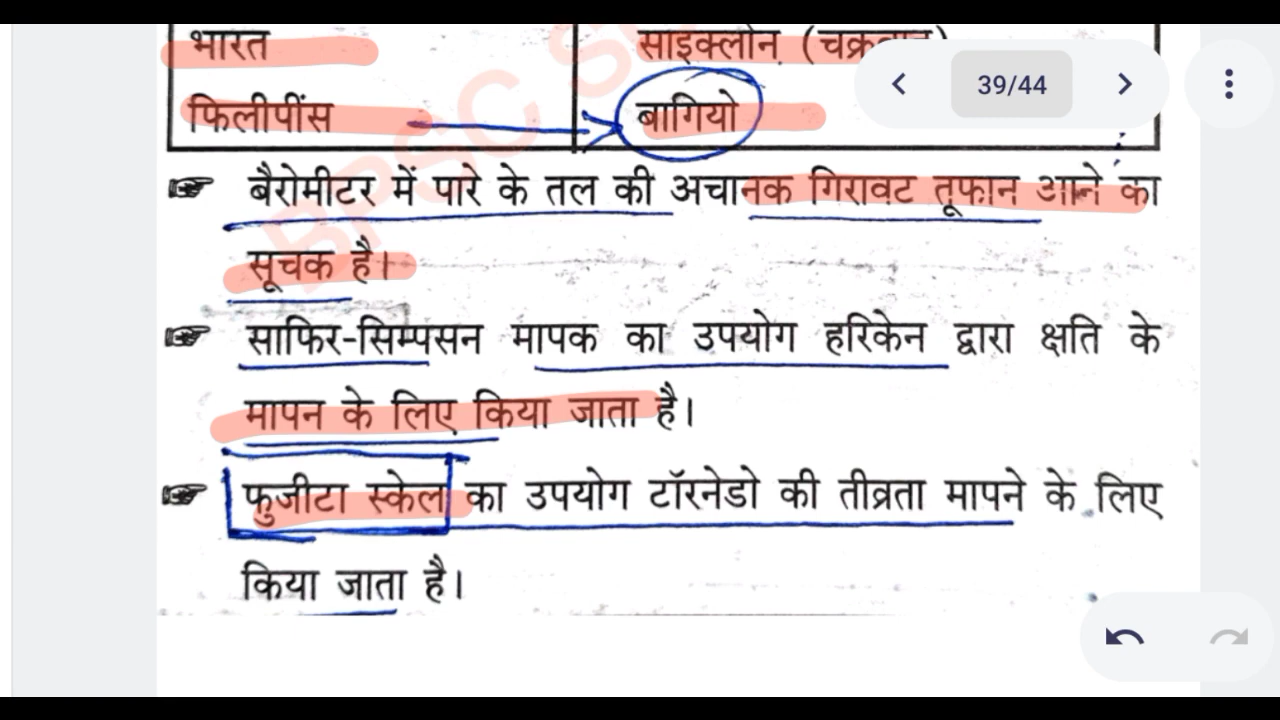 भारत साइक्लोन (चक्रवात)
39/44
फिलीपींस बागियो
बैरोमीटर में पारे के तल की अचानक गिरावट तूफान आने का
सूचक है।
साफिर-सिम्पसन मापक का उपयोग हरिकेन द्वारा क्षति के
मापन के लिए किया जाता है।
फुजीटा स्केल का उपयोग टॉरनेडो की तीव्रता मापने के लिए
किया जाता है।
BPSC